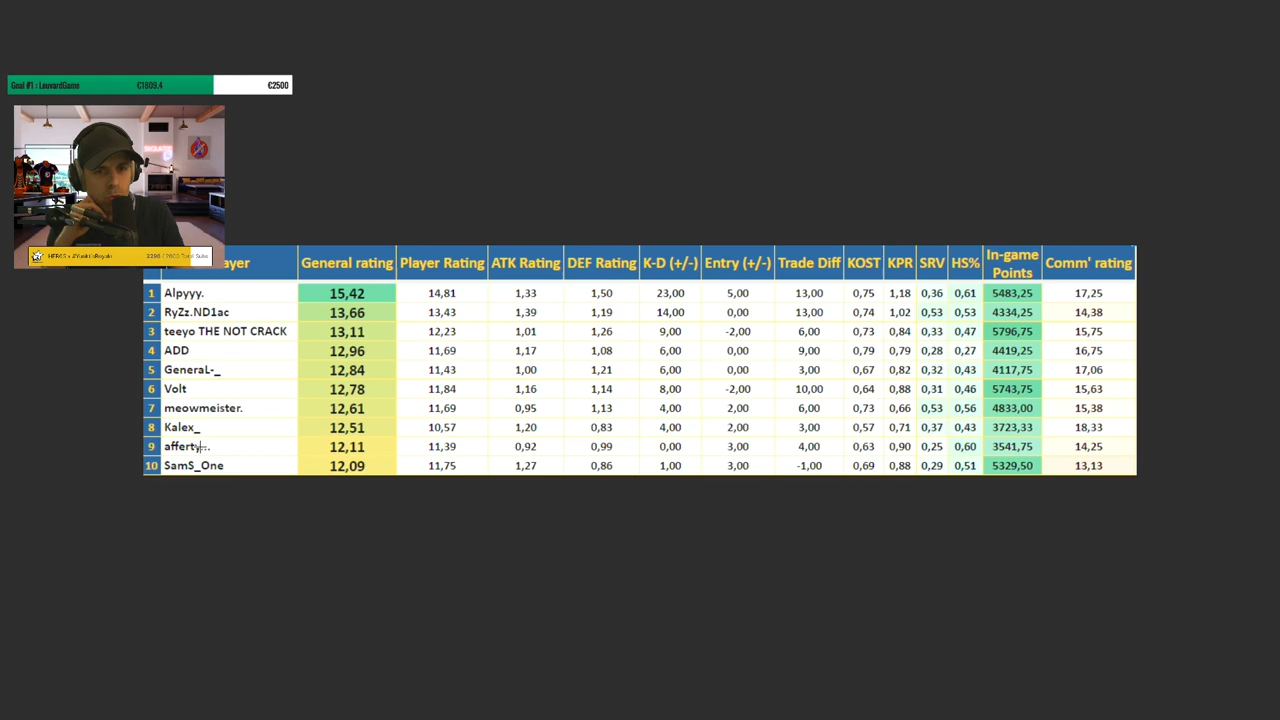 Goal #1 : LouvardGame €1809,4 €2500
2296 / 2600 Total Subs
ayer General rating Player Rating ATK Rating DEF Rating K-D (+/-) Entry (+/-) Trade Diff KOST KPR SRV HS% In-game Points Comm' rating
1 Alpyyy. 15,42 14,81 1,33 1,50 23,00 5,00 13,00 0,75 1,18 0,36 0,61 5483,25 17,25
2 RyZz.ND1ac 13,66 13,43 1,39 1,19 14,00 0,00 13,00 0,74 1,02 0,53 0,53 4334,25 14,38
3 teeyo THE NOT CRACK 13,11 12,23 1,01 1,26 9,00 -2,00 6,00 0,73 0,84 0,33 0,47 5796,75 15,75
4 ADD 12,96 11,69 1,17 1,08 6,00 0,00 9,00 0,79 0,79 0,28 0,27 4419,25 16,75
5 GeneraL-_ 12,84 11,43 1,00 1,21 6,00 0,00 3,00 0,67 0,82 0,32 0,43 4117,75 17,06
6 Volt 12,78 11,84 1,16 1,14 8,00 -2,00 10,00 0,64 0,88 0,31 0,46 5743,75 15,63
7 meowmeister. 12,61 11,69 0,95 1,13 4,00 2,00 6,00 0,73 0,66 0,53 0,56 4833,00 15,38
8 Kalex_ 12,51 10,57 1,20 0,83 4,00 2,00 3,00 0,57 0,71 0,37 0,43 3723,33 18,33
9 afferty... 12,11 11,39 0,92 0,99 0,00 3,00 4,00 0,63 0,90 0,25 0,60 3541,75 14,25
10 SamS_One 12,09 11,75 1,27 0,86 1,00 3,00 -1,00 0,69 0,88 0,29 0,51 5329,50 13,13